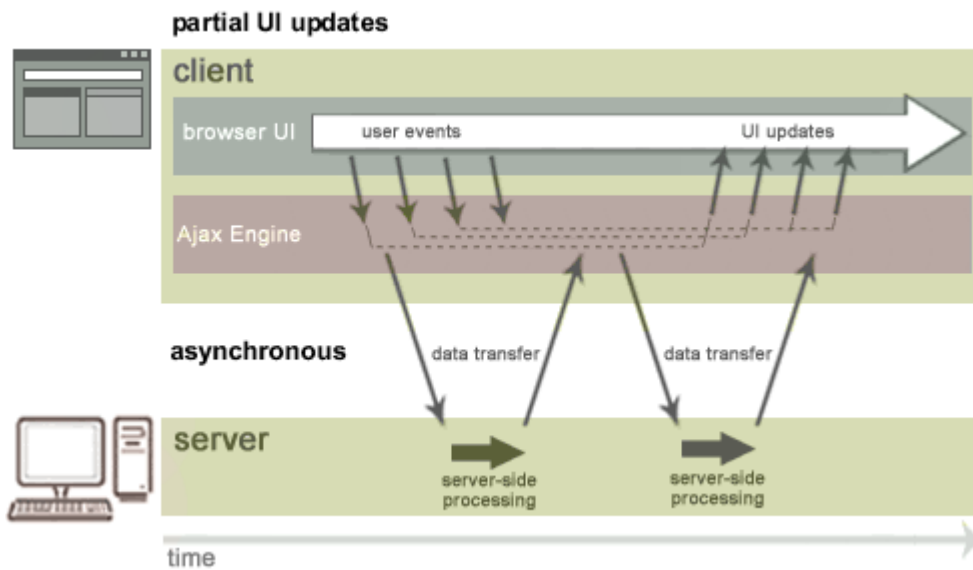 partial UI updates
client
browser UI
user events
UI updates
Ajax Engine
asynchronous
data transfer
data transfer
server
server-side
processing
server-side
processing
time